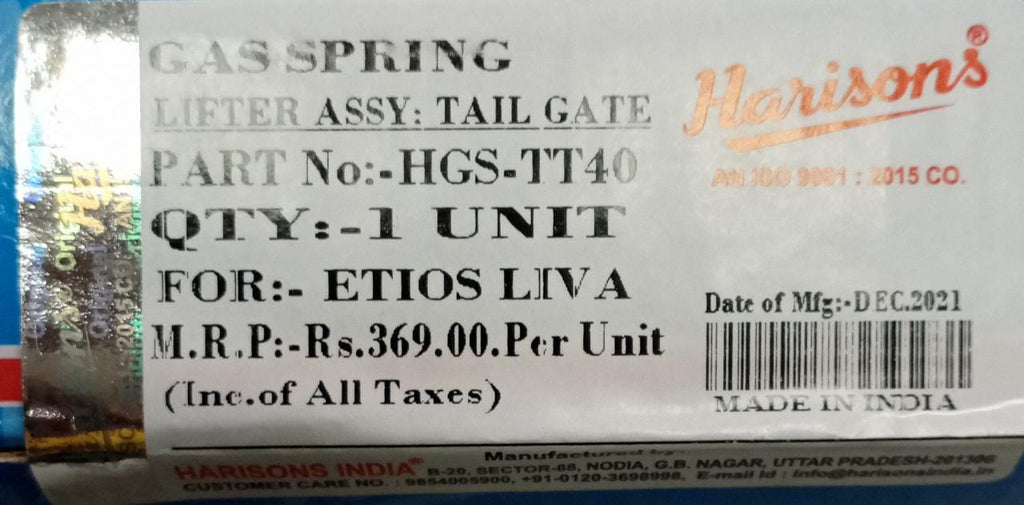 GAS SPRING
LIFTER ASSY: TAIL GATE
PART No:-HGS-TT40
QTY:-1 UNIT
FOR:- ETIOS LIVA
M.R.P:-Rs.369.00.Per Unit
(Inc.of All Taxes)
Harisons®
AN ISO 9001 : 2015 CO.
Date of Mfg:-DEC.2021
MADE IN INDIA
Manufactured by:-
HARISONS INDIA® B-20, SECTOR-88, NODIA, G.B. NAGAR, UTTAR PRADESH-201306
CUSTOMER CARE NO. : 9654005900, +91-0120-3698998, E-mail Id : info@harisonsindia.in